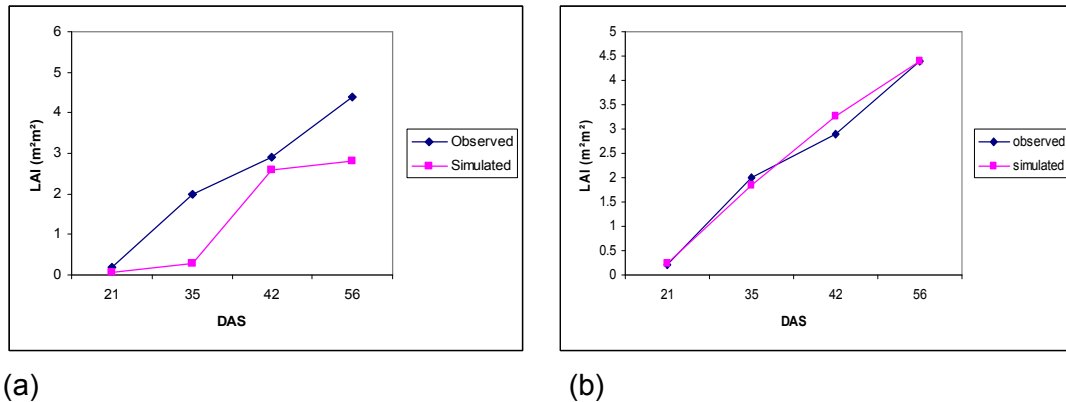 6
5
4
3
2
1
0
LAI (m²m²)
21 35 42 56
DAS
Observed
Simulated
(a)
5
4.5
4
3.5
3
2.5
2
1.5
1
0.5
0
LAI (m²m²)
21 35 42 56
DAS
observed
simulated
(b)